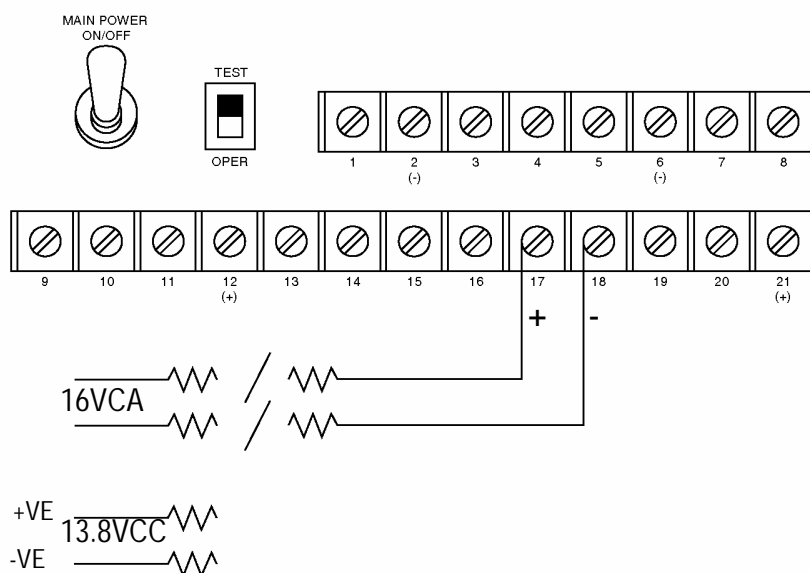 MAIN POWER
ON/OFF
TEST
OPER
1 2 3 4 5 6 7 8
(-) (-)
9 10 11 12 13 14 15 16 17 18 19 20 21
(+) (+)
+ -
16VCA
+VE
13.8VCC
-VE